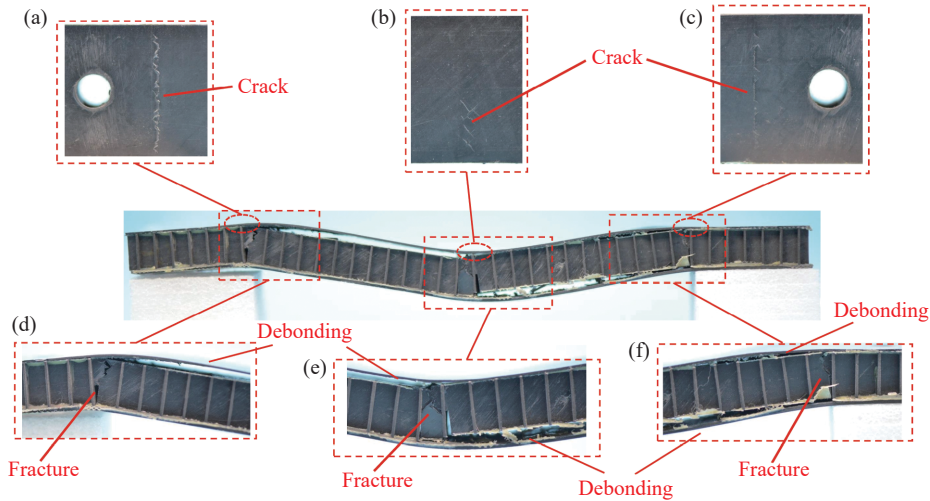 (a)
(b)
(c)
Crack
Crack
(d)
Debonding
(e)
Debonding
(f)
Fracture
Fracture
Debonding
Fracture